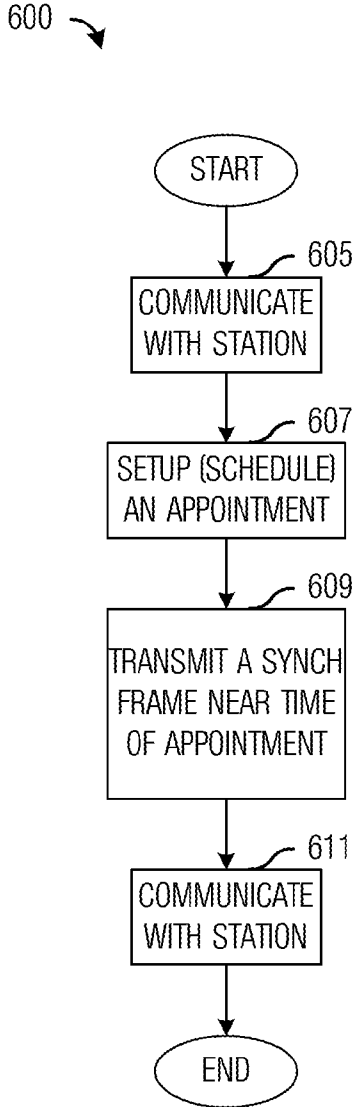 600
START
605
COMMUNICATE
WITH STATION
607
SETUP (SCHEDULE)
AN APPOINTMENT
609
TRANSMIT A SYNCH
FRAME NEAR TIME
OF APPOINTMENT
611
COMMUNICATE
WITH STATION
END